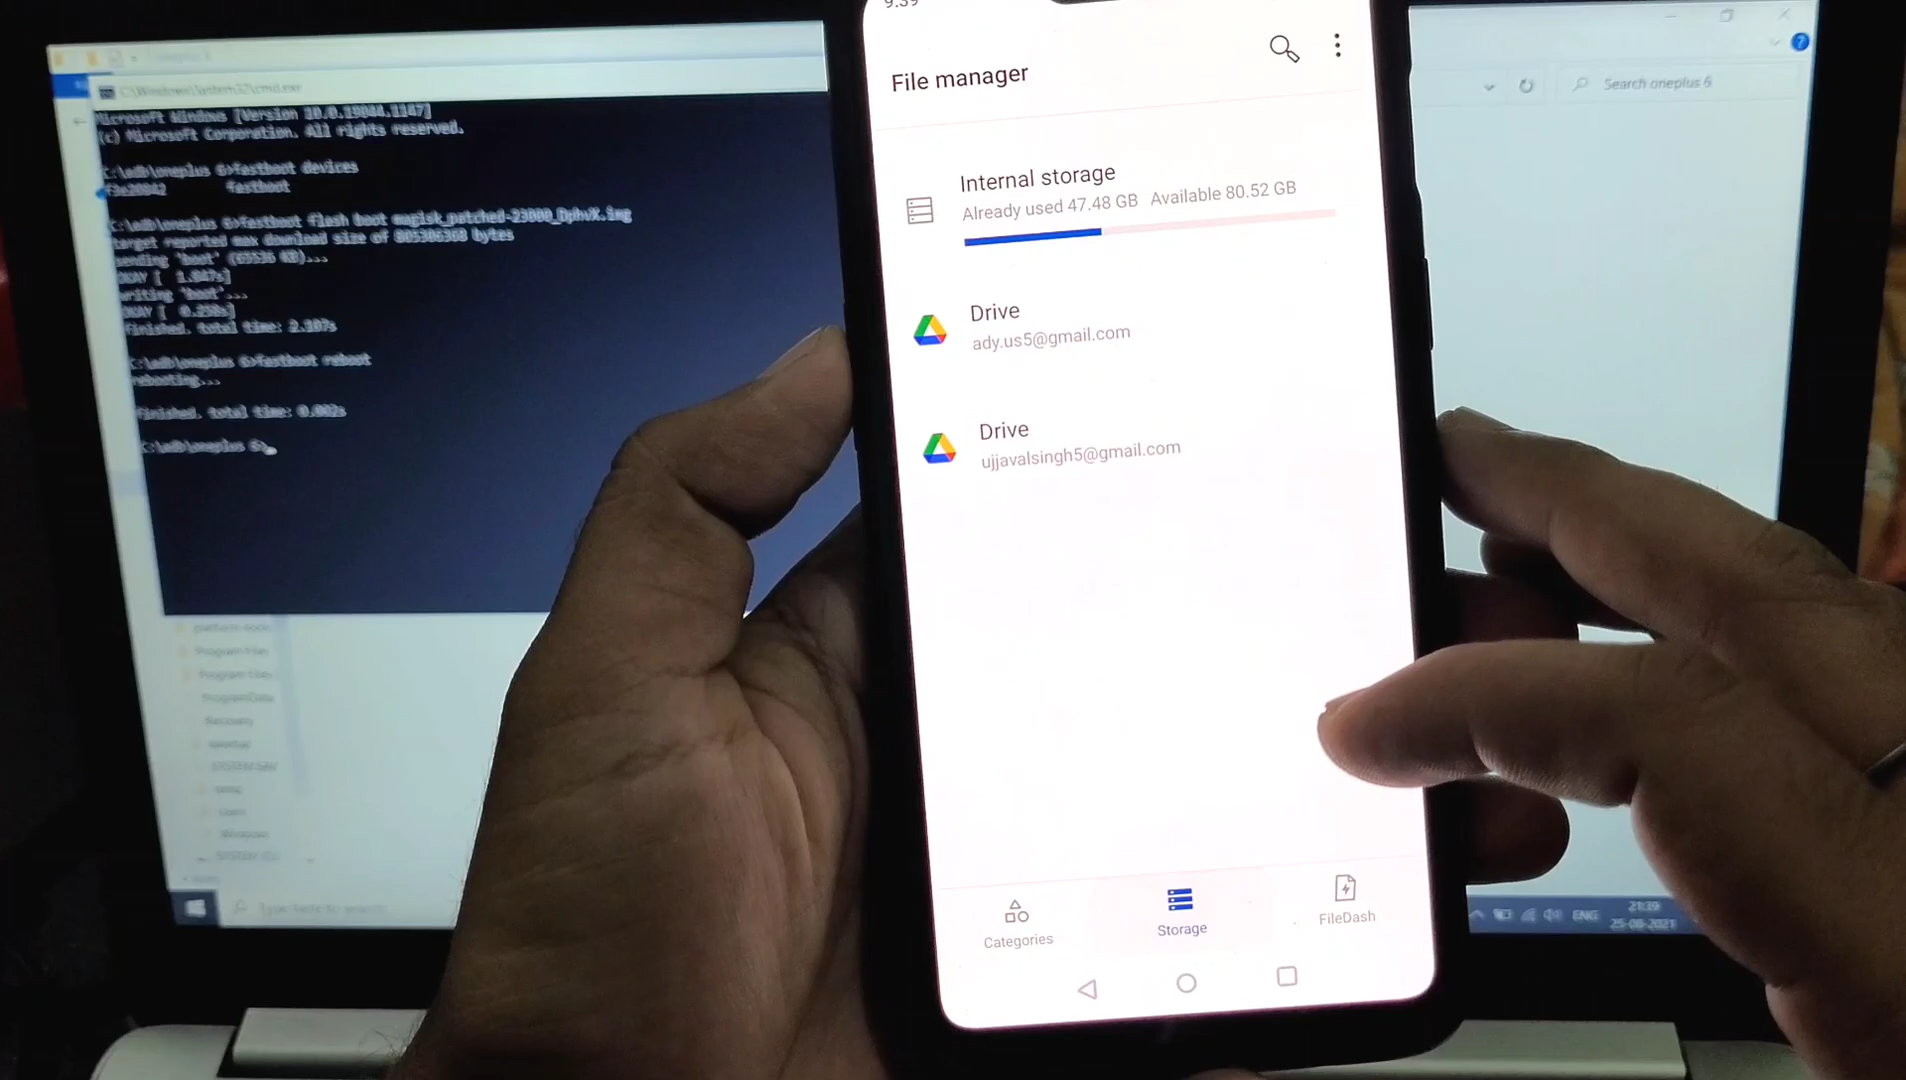 C:\Windows\System32\cmd.exe
Microsoft Windows [Version 10.0.19044.1147]
(c) Microsoft Corporation. All rights reserved.
C:\adb\oneplus 6>fastboot devices
fastboot
C:\adb\oneplus 6>fastboot flash boot magisk_patched-23000_DphvX.img
target reported max download size of 805306368 bytes
sending 'boot' (65536 KB)...
OKAY [ 1.847s]
writing 'boot'...
OKAY [ 0.258s]
finished. total time: 2.107s
C:\adb\oneplus 6>fastboot reboot
rebooting...
finished. total time: 0.002s
C:\adb\oneplus 6>
Program Files
Program Files
ProgramData
Recovery
Users
Windows
Type here to search
9:39
File manager
Internal storage
Already used 47.48 GB Available 80.52 GB
Drive
ady.us5@gmail.com
Drive
ujjavalsingh5@gmail.com
Categories
Storage
FileDash
Search oneplus 6
ENG
21:39
25-08-2021